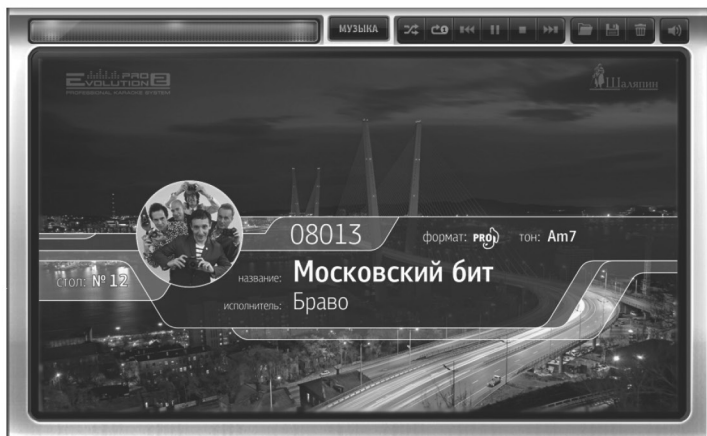 МУЗЫКА
EVOLUTION PRO 2
PROFESSIONAL KARAOKE SYSTEM
Шаляпин
08013
формат: PRO
тон: Am7
стол: № 12
название: Московский бит
исполнитель: Браво